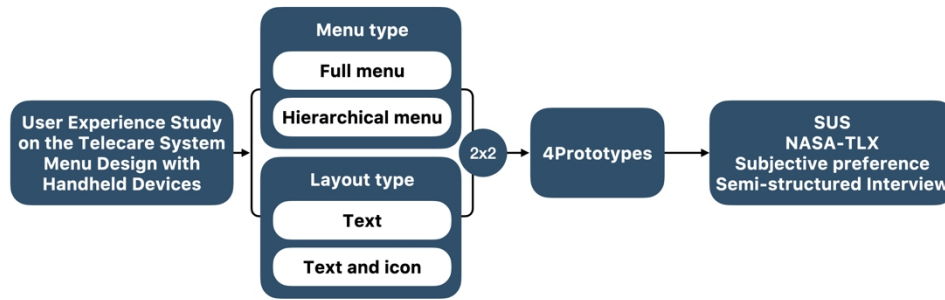 User Experience Study
on the Telecare System
Menu Design with
Handheld Devices
Menu type
Full menu
Hierarchical menu
Layout type
Text
Text and icon
2x2
4Prototypes
SUS
NASA-TLX
Subjective preference
Semi-structured Interview